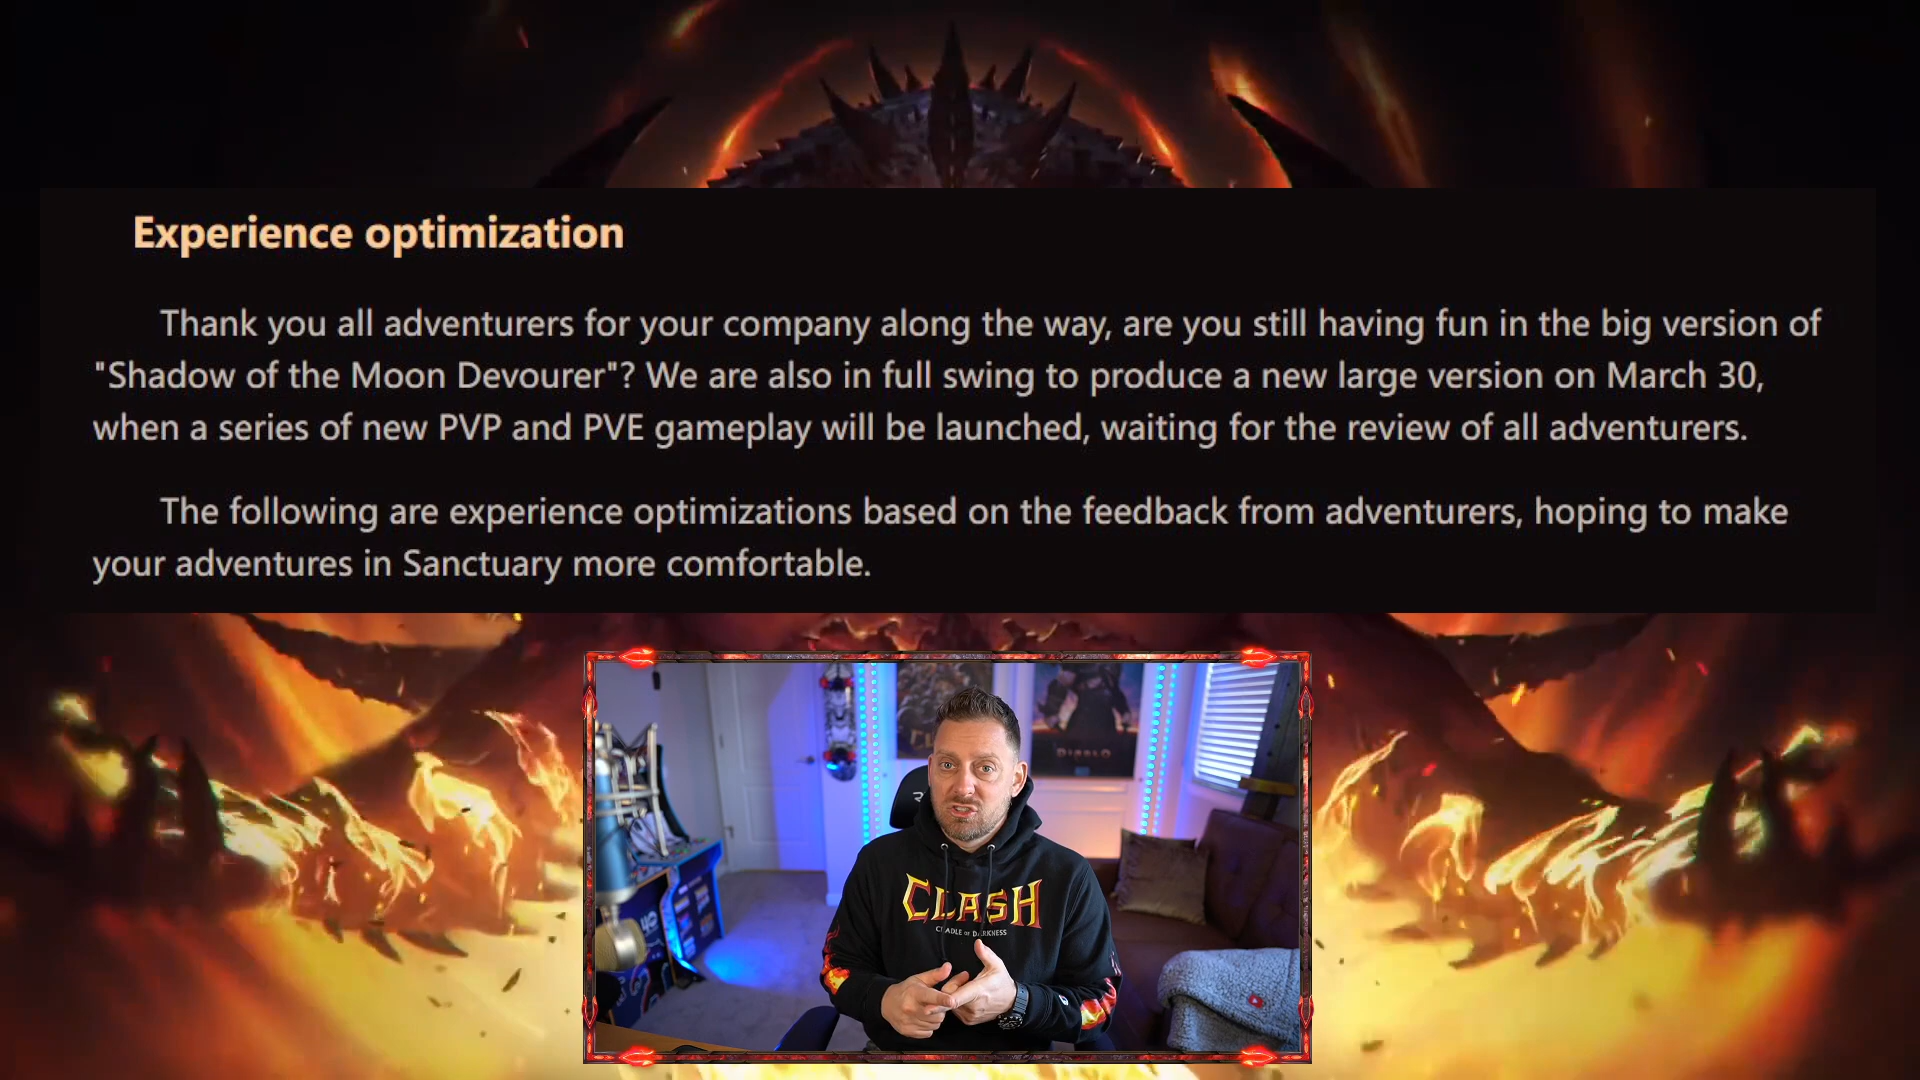 Experience optimization
Thank you all adventurers for your company along the way, are you still having fun in the big version of
"Shadow of the Moon Devourer"? We are also in full swing to produce a new large version on March 30,
when a series of new PVP and PVE gameplay will be launched, waiting for the review of all adventurers.
The following are experience optimizations based on the feedback from adventurers, hoping to make
your adventures in Sanctuary more comfortable.
DIABLO
CLASH
CRADLE OF DARKNESS